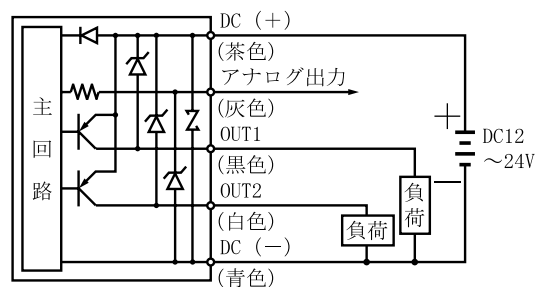 DC（＋）
（茶色）
アナログ出力
（灰色）
OUT1
（黒色）
OUT2
（白色）
DC（－）
（青色）
主
回
路
負
荷
負荷
＋
DC12
～24V
－